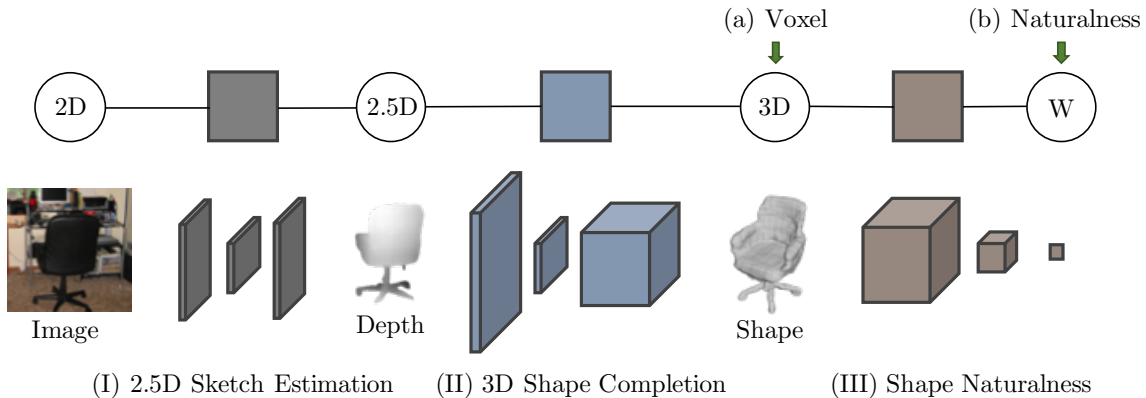 (a) Voxel
(b) Naturalness
2D
2.5D
3D
W
Image
Depth
Shape
(I) 2.5D Sketch Estimation
(II) 3D Shape Completion
(III) Shape Naturalness